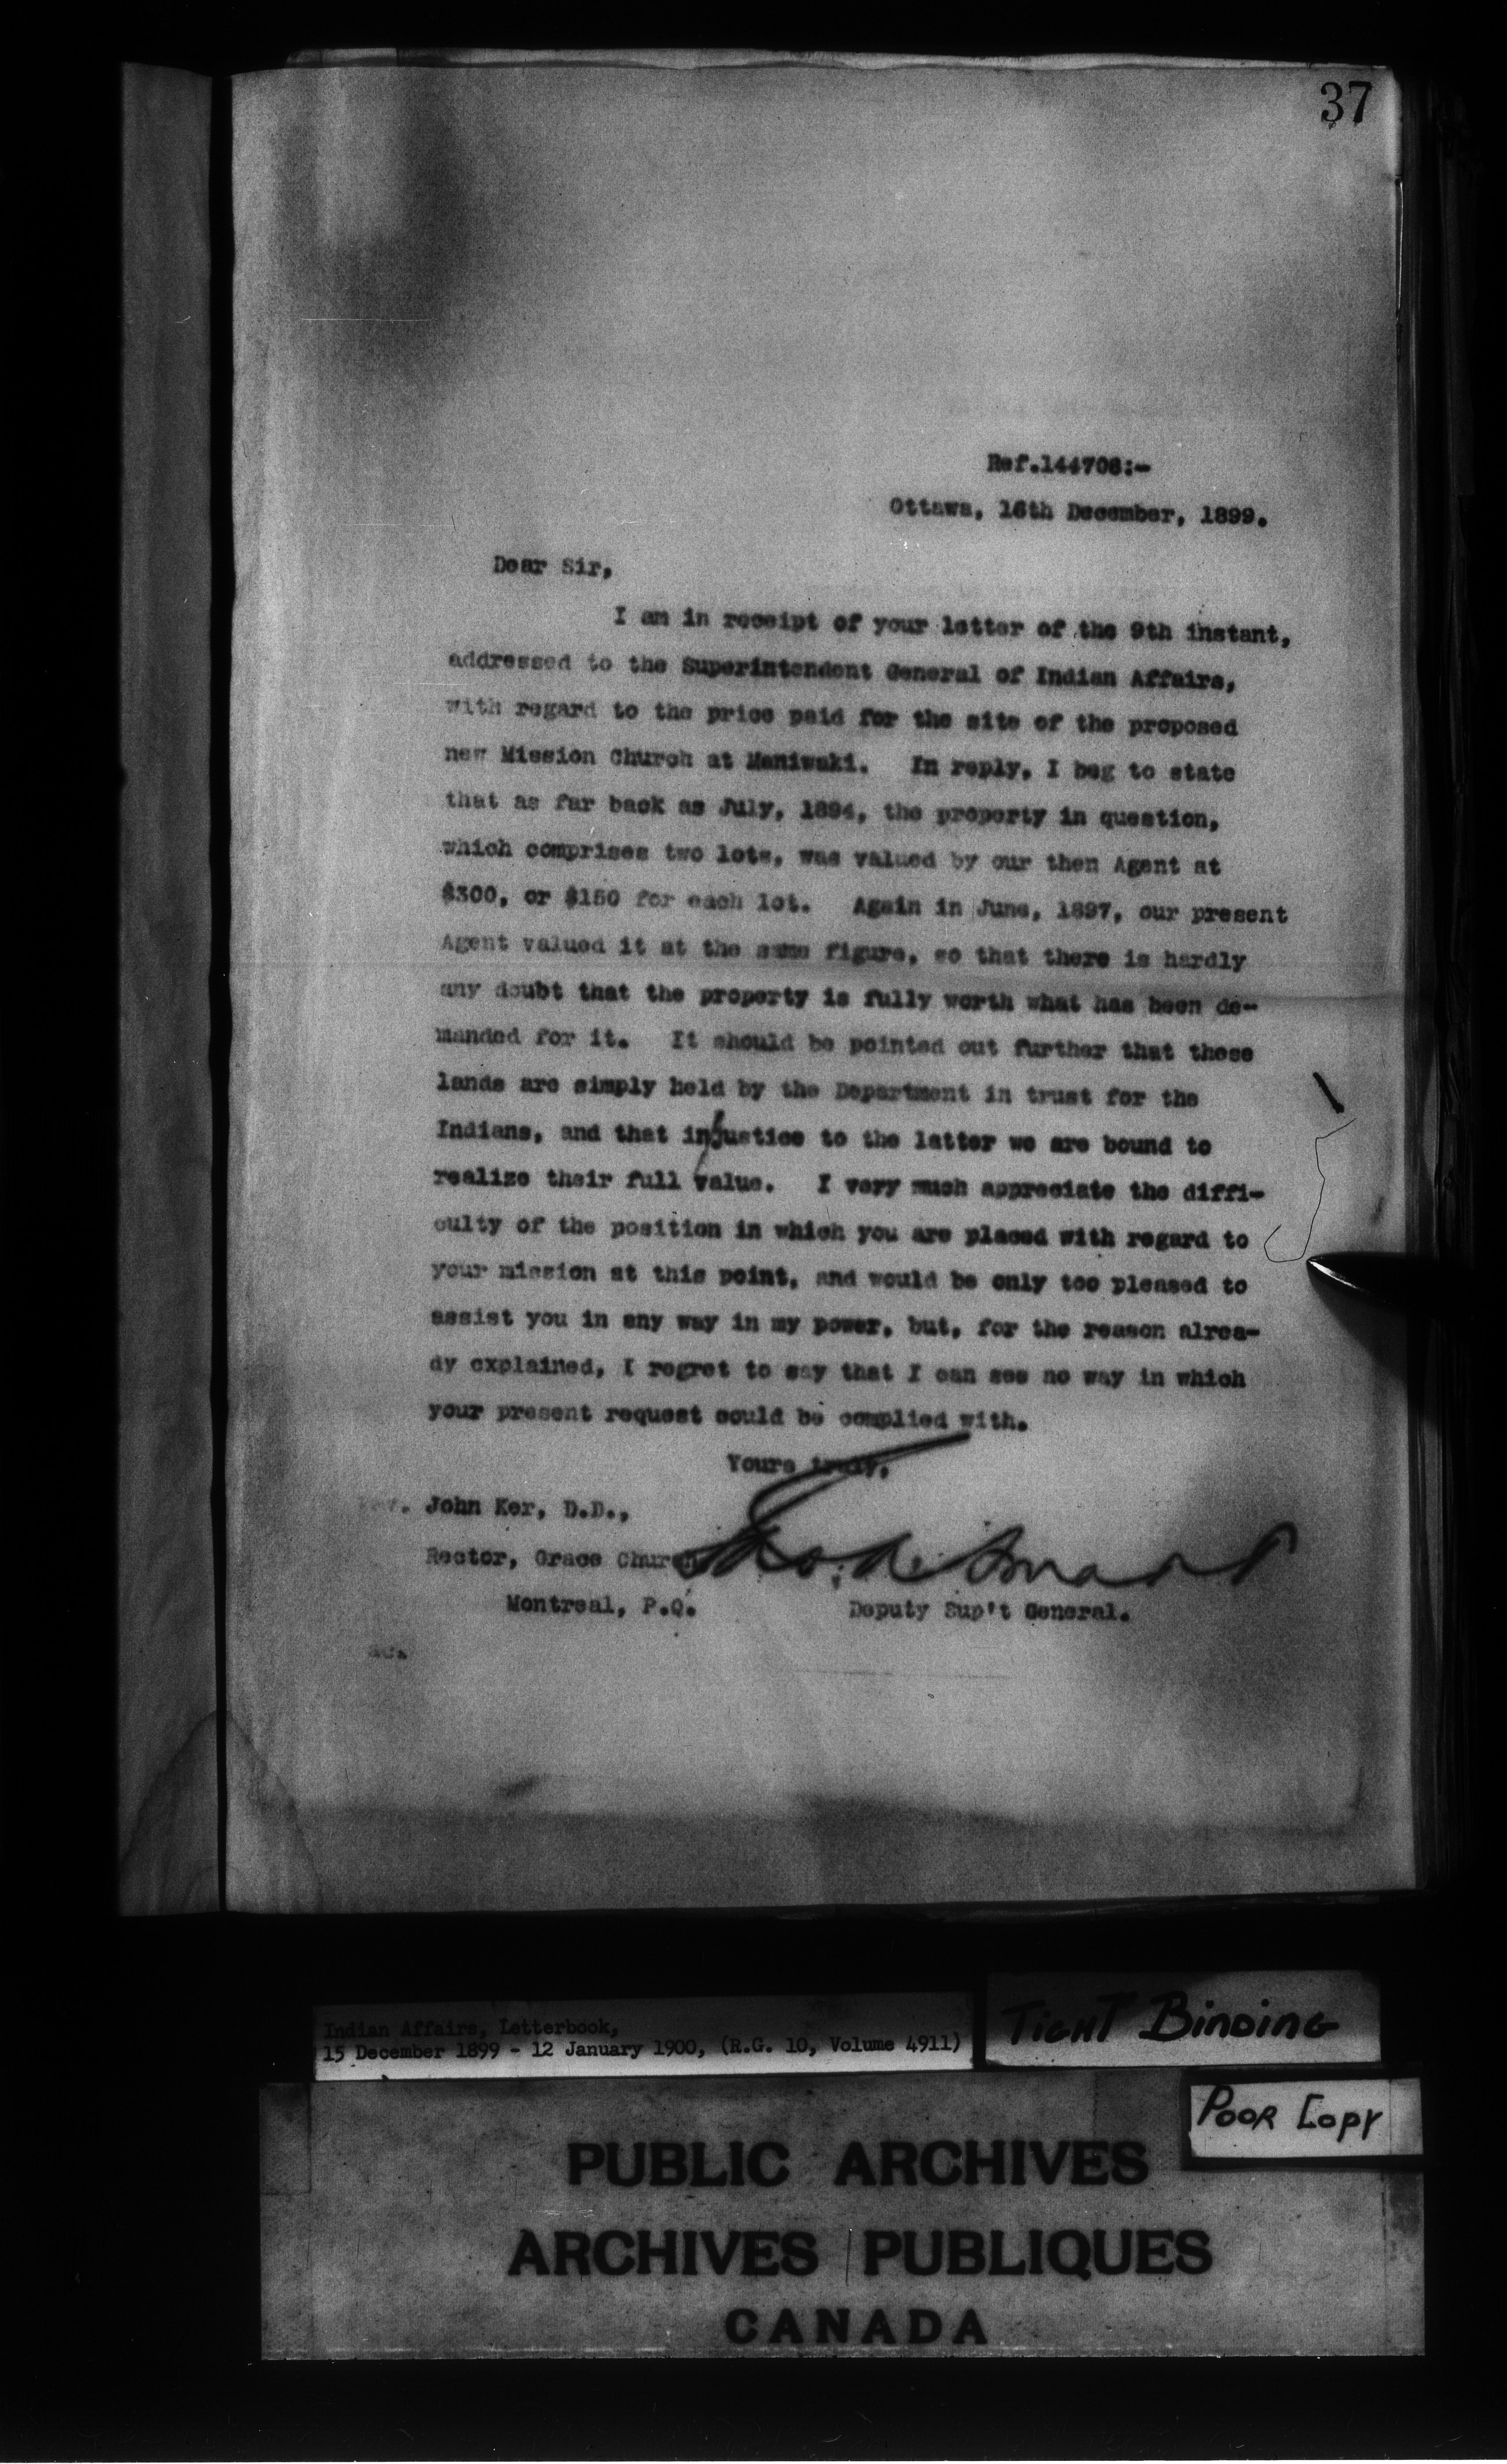 37
Ref.144708:-
Ottawa, 16th December, 1899.
Dear Sir,
I am in receipt of your letter of the 9th instant,
addressed to the Superintendent General of Indian Affairs,
with regard to the price paid for the site of the proposed
new Mission Church at Maniwaki. In reply, I beg to state
that as far back as July, 1894, the property in question,
which comprises two lots, was valued by our then Agent at
$300, or $150 for each lot. Again in June, 1897, our present
Agent valued it at the same figure, so that there is hardly
any doubt that the property is fully worth what has been de-
manded for it. It should be pointed out further that these
lands are simply held by the Department in trust for the
Indians, and that in/justice to the latter we are bound to
realize their full value. I very much appreciate the diffi-
culty of the position in which you are placed with regard to
your mission at this point, and would be only too pleased to
assist you in any way in my power, but, for the reason alrea-
dy explained, I regret to say that I can see no way in which
your present request could be complied with.
Yours truly,
Rev. John Ker, D.D.,
Rector, Grace Church
Montreal, P.Q.
Deputy Sup't General.
Indian Affairs, Letterbook,
15 December 1899 - 12 January 1900, (R.G. 10, Volume 4911)
TIGHT BINDING
POOR COPY
PUBLIC ARCHIVES
ARCHIVES PUBLIQUES
CANADA